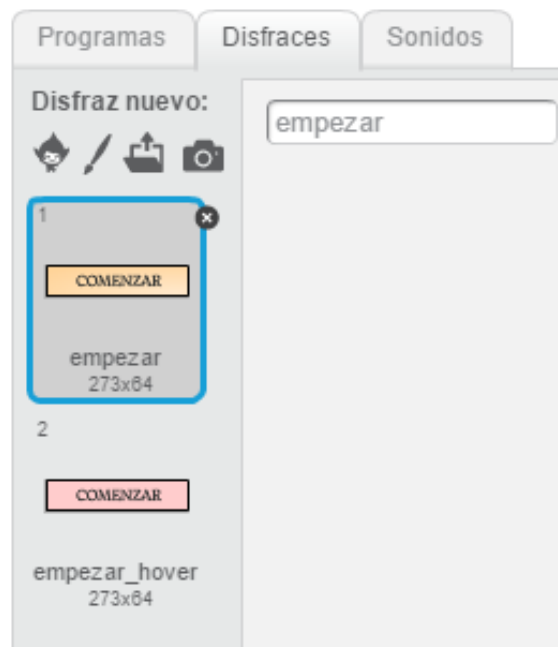 Programas
Disfraces
Sonidos
Disfraz nuevo:
empezar
1
COMENZAR
empezar
273x64
2
COMENZAR
empezar_hover
273x64